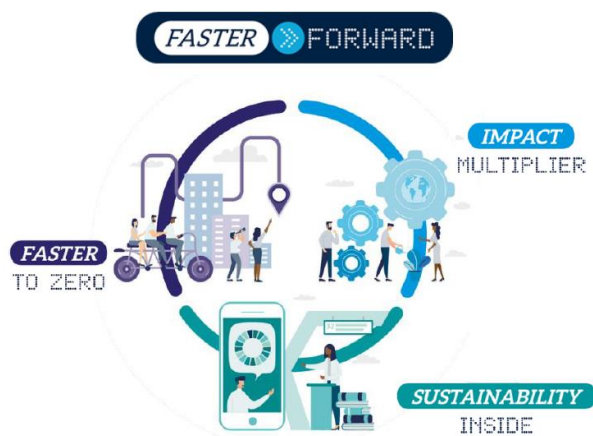 FASTER FORWARD
IMPACT
MULTIPLIER
FASTER
TO ZERO
SUSTAINABILITY
INSIDE